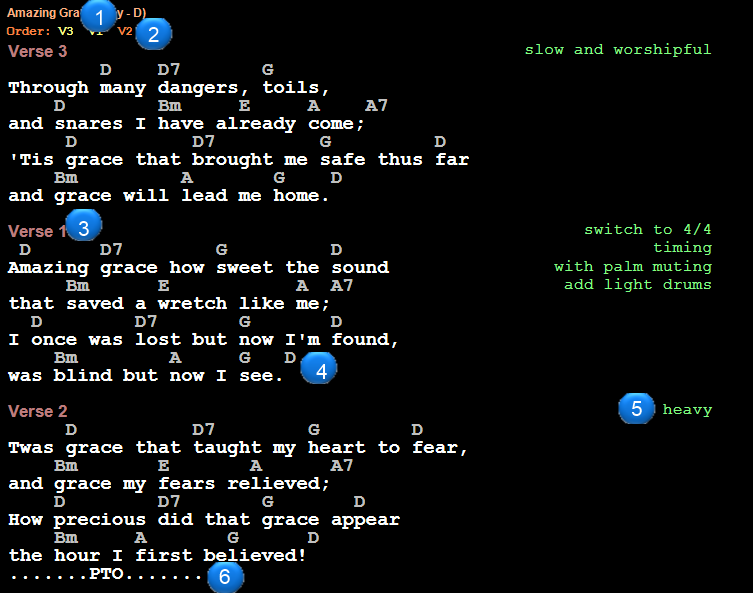 Amazing Gra 1 y - D)
Order: V3 V1 V2 2
Verse 3 slow and worshipful
D D7 G
Through many dangers, toils,
D Bm E A A7
and snares I have already come;
D D7 G D
'Tis grace that brought me safe thus far
Bm A G D
and grace will lead me home.
Verse 1 3 switch to 4/4
timing
D D7 G D
Amazing grace how sweet the sound with palm muting
Bm E A A7 add light drums
that saved a wretch like me;
D D7 G D
I once was lost but now I'm found,
Bm A G D
was blind but now I see. 4
Verse 2 5 heavy
D D7 G D
Twas grace that taught my heart to fear,
Bm E A A7
and grace my fears relieved;
D D7 G D
How precious did that grace appear
Bm A G D
the hour I first believed!
.......PTO....... 6